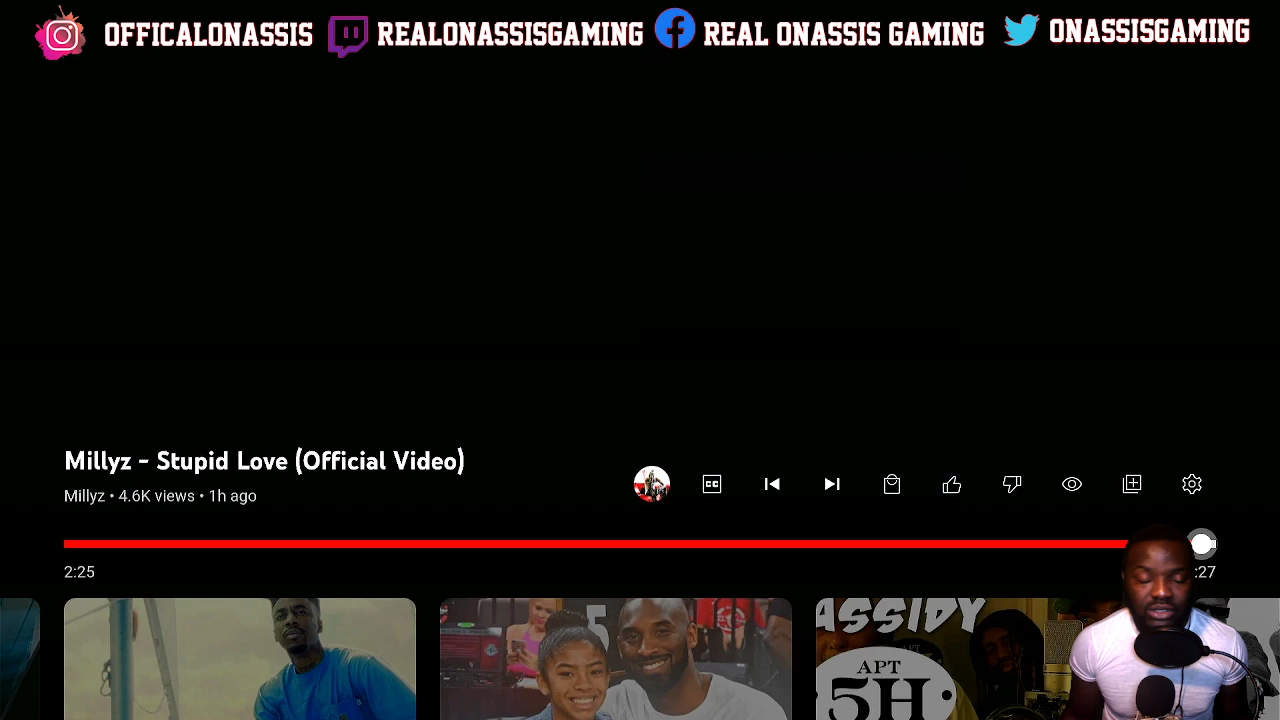 OFFICALONASSIS REALONASSISGAMING REAL ONASSIS GAMING ONASSISGAMING
Millyz - Stupid Love (Official Video)
Millyz • 4.6K views • 1h ago
CC
2:25 :27
ASSIDY
APT
5H